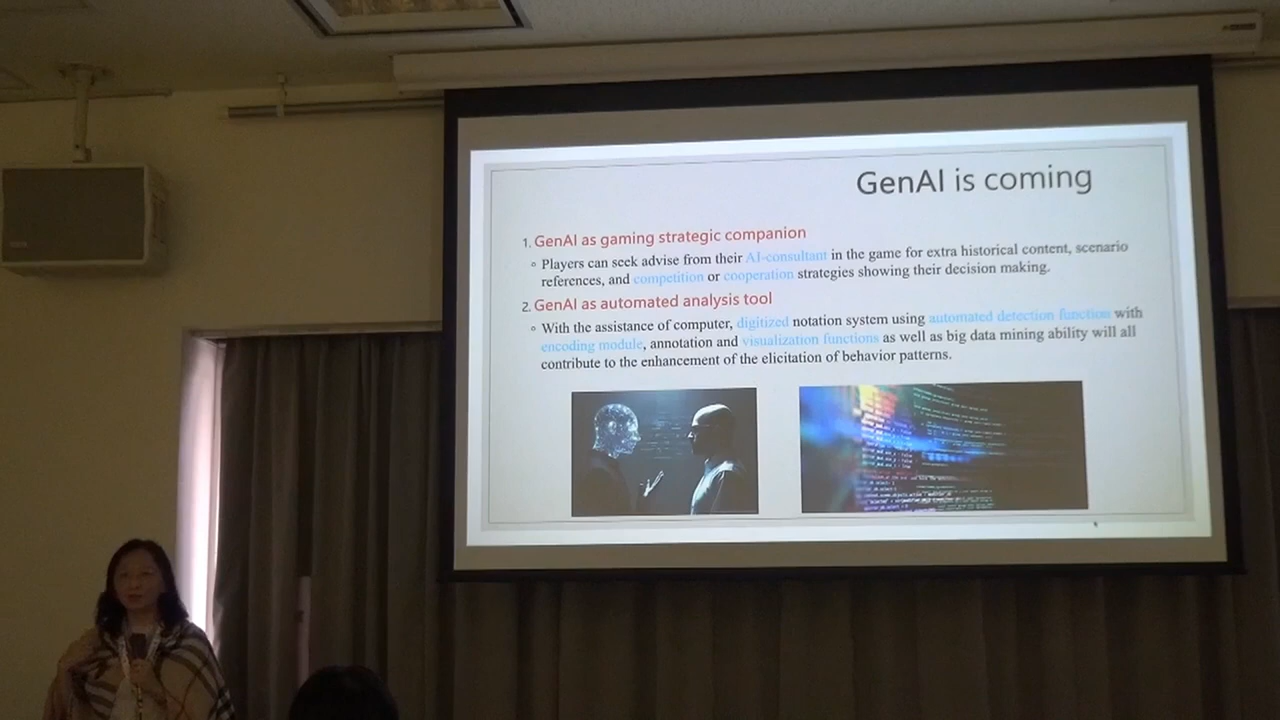 GenAI is coming
1. GenAI as gaming strategic companion
Players can seek advise from their AI-consultant in the game for extra historical content, scenario
references, and competition or cooperation strategies showing their decision making.
2. GenAI as automated analysis tool
With the assistance of computer, digitized notation system using automated detection function with
encoding module, annotation and visualization functions as well as big data mining ability will all
contribute to the enhancement of the elicitation of behavior patterns.